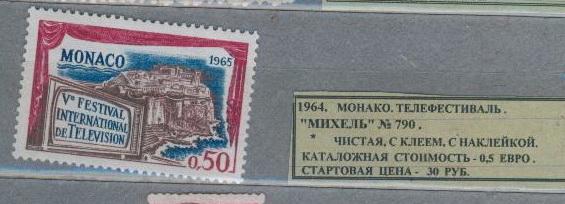 MONACO 1965
Ve FESTIVAL
INTERNATIONAL
DE TELEVISION
0,50
1964. МОНАКО. ТЕЛЕФЕСТИВАЛЬ.
"МИХЕЛЬ" № 790.
* ЧИСТАЯ, С КЛЕЕМ, С НАКЛЕЙКОЙ.
КАТАЛОЖНАЯ СТОИМОСТЬ - 0,5 ЕВРО.
СТАРТОВАЯ ЦЕНА - 30 РУБ.